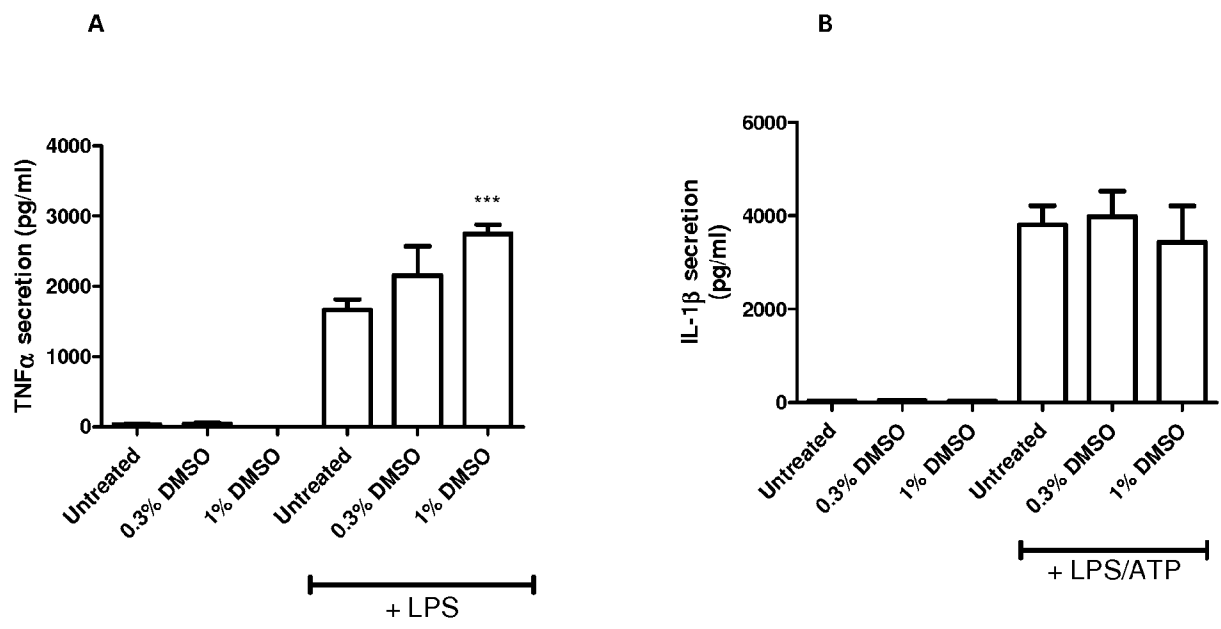 A
TNFα secretion (pg/ml)
4000
3000
2000
1000
0
***
Untreated
0.3% DMSO
1% DMSO
Untreated
0.3% DMSO
1% DMSO
+ LPS
B
IL-1β secretion
(pg/ml)
6000
4000
2000
0
Untreated
0.3% DMSO
1% DMSO
Untreated
0.3% DMSO
1% DMSO
+ LPS/ATP